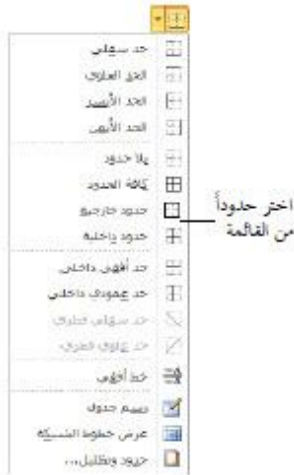 حد سفلي
الحد العلوي
الحد الأيسر
الحد الأيمن
بلا حدود
كافة الحدود
حدود خارجية
حدود داخلية
حد أفقي داخلي
حد عمودي داخلي
حد سفلي قطري
حد علوي قطري
خط أفقي
رسم جدول
عرض خطوط الشبكة
حدود وتظليل...
اختر حدوداً
من القائمة